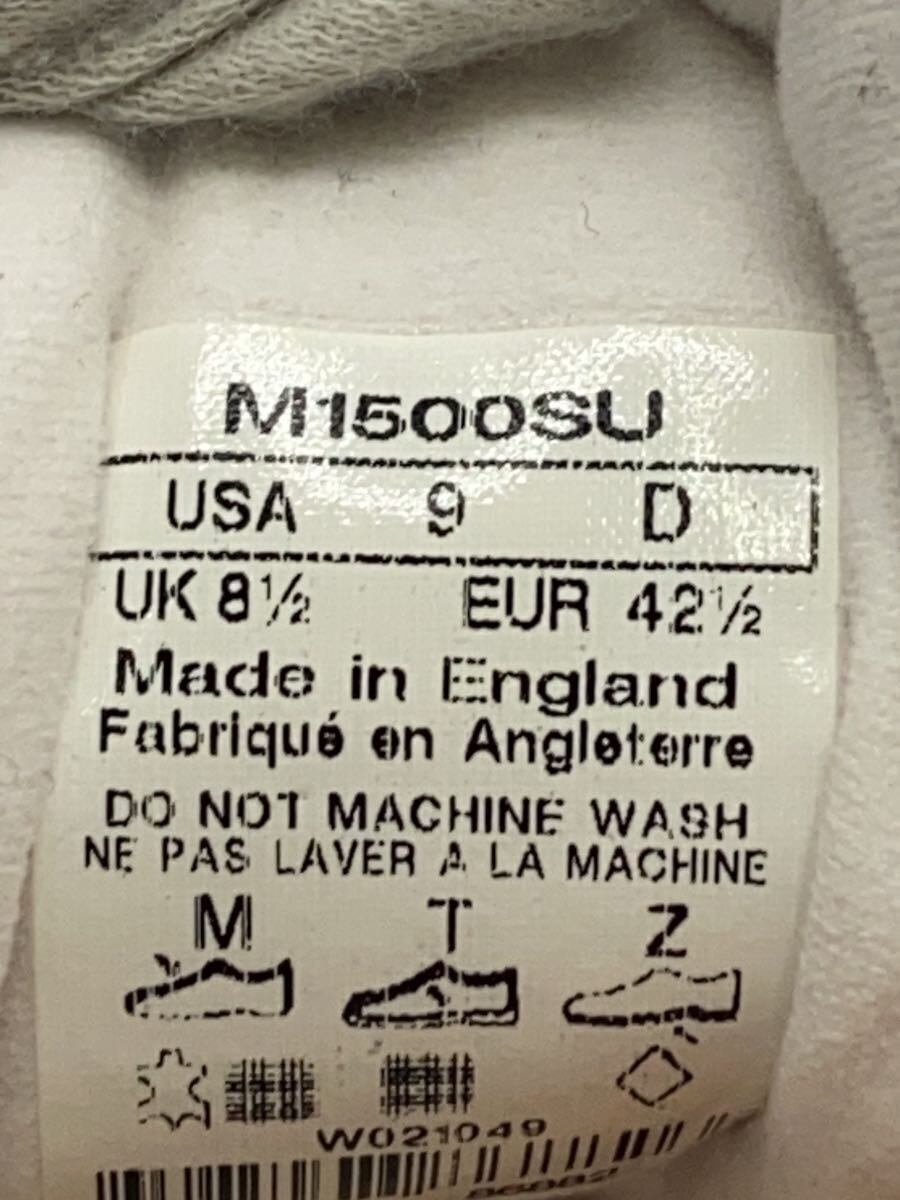 M1500SU
USA 9 D
UK 8½ EUR 42½
Made in England
Fabriqué en Angleterre
DO NOT MACHINE WASH
NE PAS LAVER A LA MACHINE
M T Z
W021049